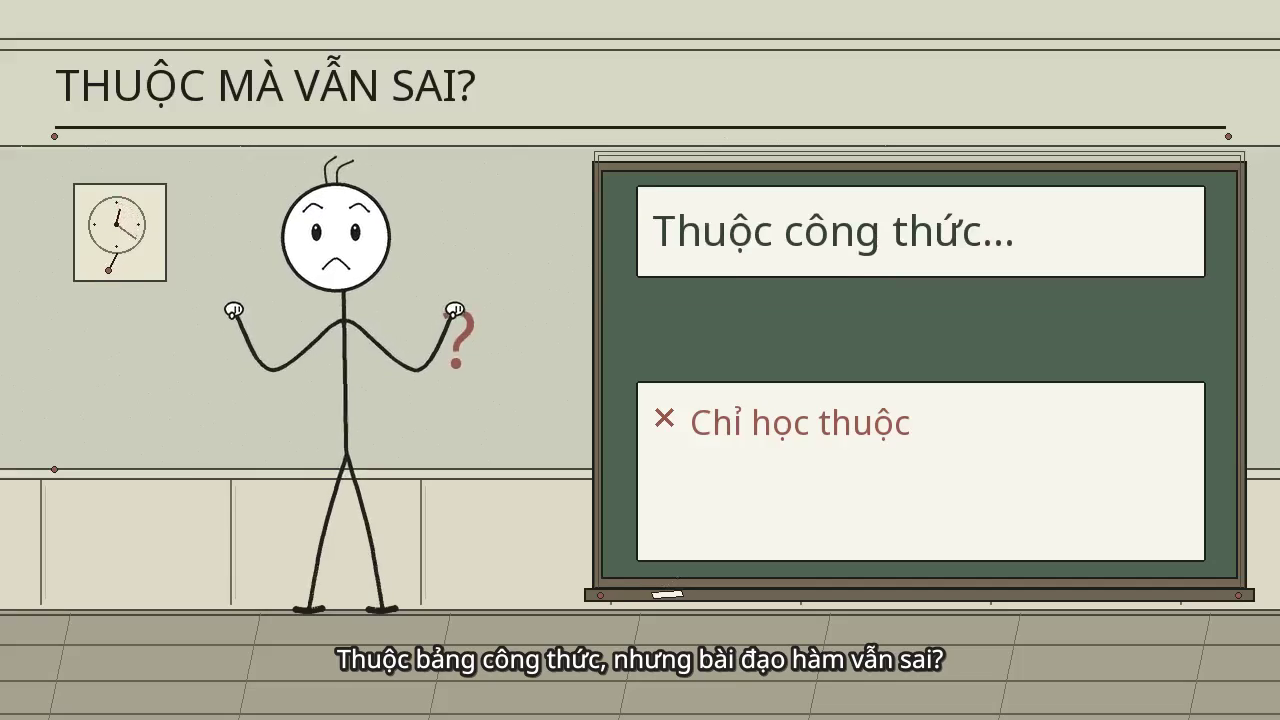 THUỘC MÀ VẪN SAI?
Thuộc công thức...
?
× Chỉ học thuộc
Thuộc bảng công thức, nhưng bài đạo hàm vẫn sai?